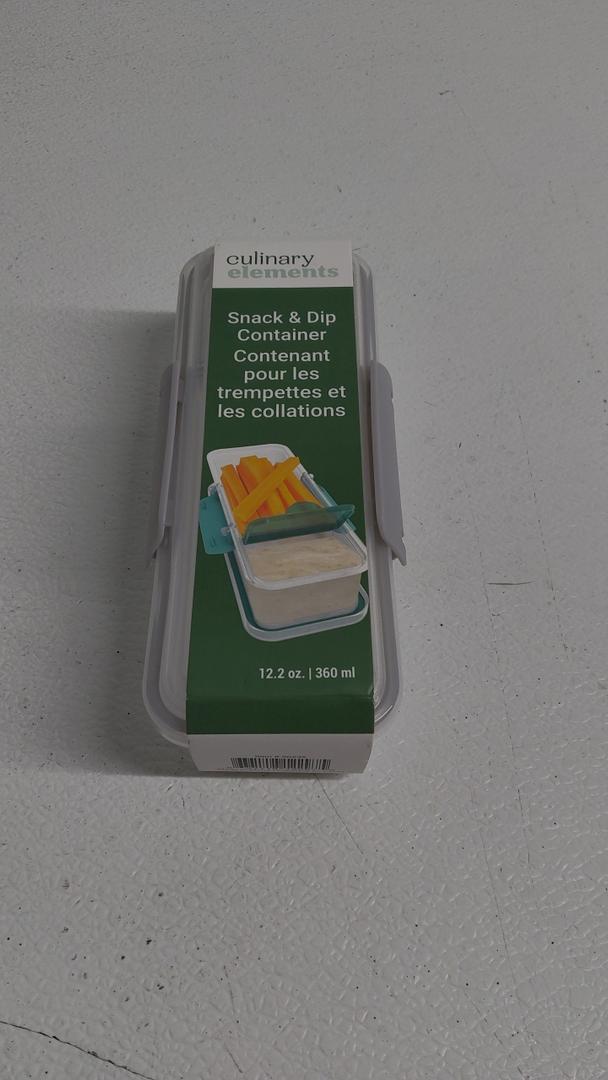 culinary
elements
Snack & Dip
Container
Contenant
pour les
trempettes et
les collations
12.2 oz. | 360 ml